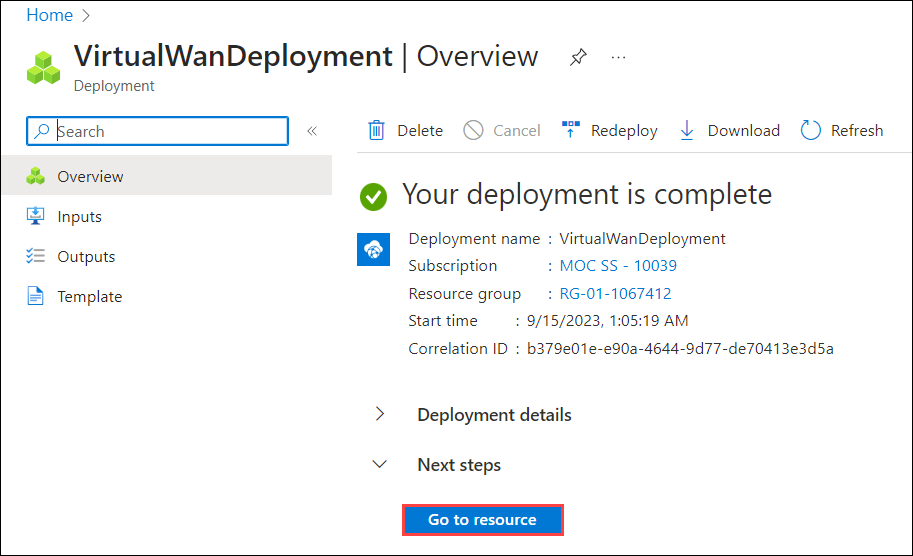 Home
VirtualWanDeployment | Overview
Deployment
Search
Delete Cancel Redeploy Download Refresh
Overview
Inputs
Outputs
Template
Your deployment is complete
Deployment name : VirtualWanDeployment
Subscription : MOC SS - 10039
Resource group : RG-01-1067412
Start time : 9/15/2023, 1:05:19 AM
Correlation ID : b379e01e-e90a-4644-9d77-de70413e3d5a
Deployment details
Next steps
Go to resource